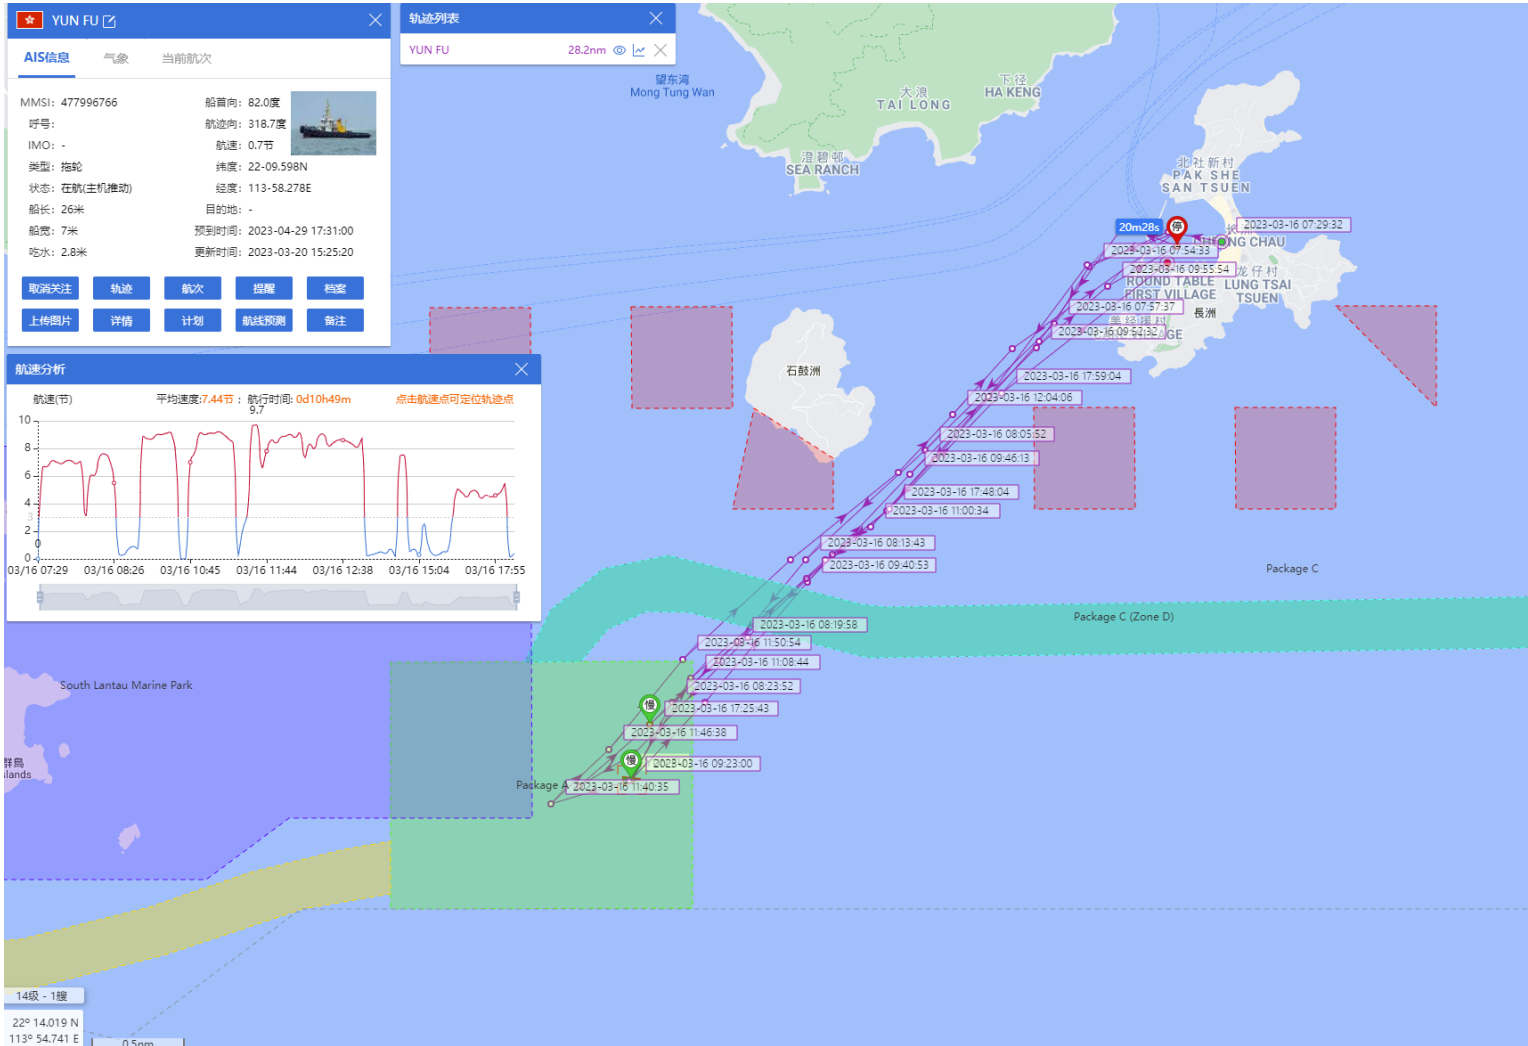 YUN FU
AIS信息 气象 当前航次
MMSI: 477996766 船首向: 82.0度
呼号: 航迹向: 318.7度
IMO: - 航速: 0.7节
类型: 拖轮 纬度: 22-09.598N
状态: 在航(主机推动) 经度: 113-58.278E
船长: 26米 目的地: -
船宽: 7米 预到时间: 2023-04-29 17:31:00
吃水: 2.8米 更新时间: 2023-03-20 15:25:20
取消关注 轨迹 航次 提醒 档案
上传图片 详情 计划 航线预测 备注
轨迹列表
YUN FU 28.2nm
航速分析
航速(节) 平均速度:7.44节 ; 航行时间: 0d10h49m 点击航速点可定位轨迹点
9.7
10
8
6
4
3
2
0
0
03/16 07:29 03/16 08:26 03/16 10:45 03/16 11:44 03/16 12:38 03/16 15:04 03/16 17:55
望东湾
Mong Tung Wan
大浪
TAI LONG
下径
HA KENG
澄碧邨
SEA RANCH
北社新村
PAK SHE
SAN TSUEN
20m28s
停
2023-03-16 07:29:32
CHEUNG CHAU
2023-03-16 07:54:33
2023-03-16 09:55:54
龙仔村
LUNG TSAI
TSUEN
ROUND TABLE
FIRST VILLAGE
2023-03-16 07:57:37
長洲
2023-03-16 09:52:32
石鼓洲
2023-03-16 17:59:04
2023-03-16 12:04:06
2023-03-16 08:05:52
2023-03-16 09:46:13
2023-03-16 17:48:04
2023-03-16 11:00:34
2023-03-16 08:13:43
2023-03-16 09:40:53
Package C
Package C (Zone D)
2023-03-16 08:19:58
2023-03-16 11:50:54
2023-03-16 11:08:44
2023-03-16 08:23:52
South Lantau Marine Park
慢
2023-03-16 17:25:43
2023-03-16 11:46:38
慢
2023-03-16 09:23:00
Package A
2023-03-16 11:40:35
群島
slands
14级 - 1艘
22º 14.019 N
113º 54.741 E
0.5nm